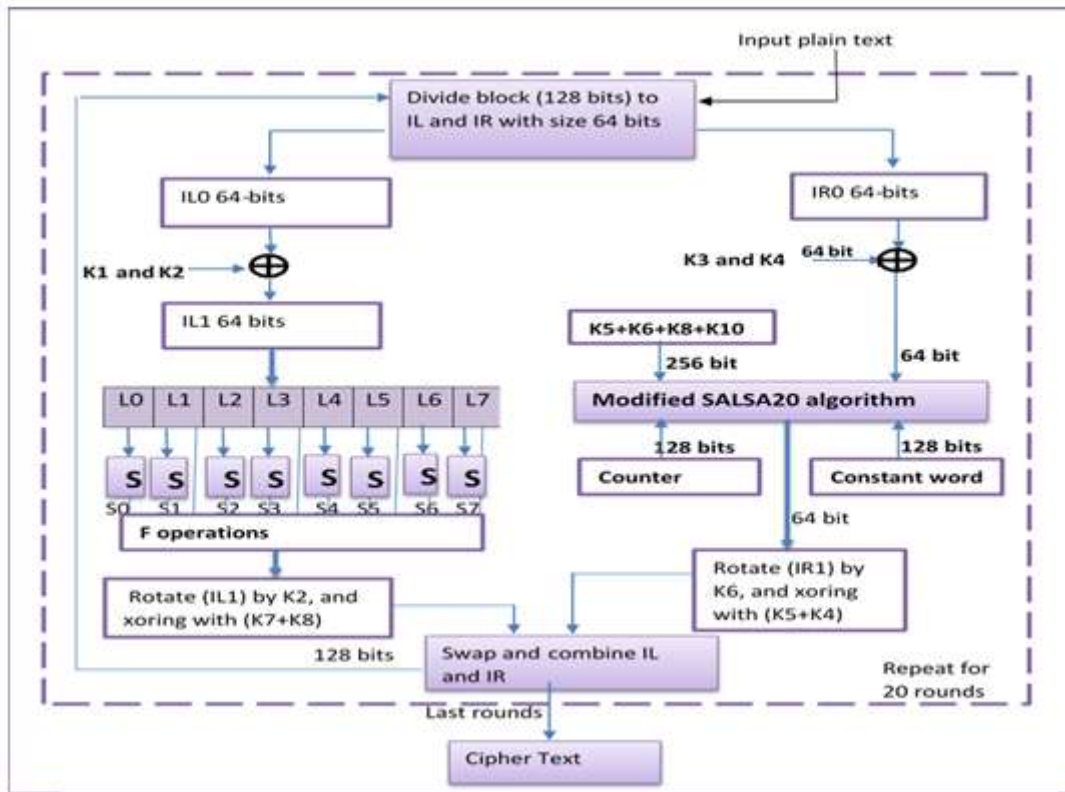 Input plain text
Divide block (128 bits) to
IL and IR with size 64 bits
IL0 64-bits
IR0 64-bits
K1 and K2
K3 and K4
64 bit
IL1 64 bits
K5+K6+K8+K10
256 bit
64 bit
L0 L1 L2 L3 L4 L5 L6 L7
Modified SALSA20 algorithm
S S S S S S S S
S0 S1 S2 S3 S4 S5 S6 S7
128 bits
128 bits
Counter
Constant word
F operations
64 bit
Rotate (IL1) by K2, and
xoring with (K7+K8)
Rotate (IR1) by
K6, and xoring
with (K5+K4)
128 bits
Swap and combine IL
and IR
Repeat for
20 rounds
Last rounds
Cipher Text